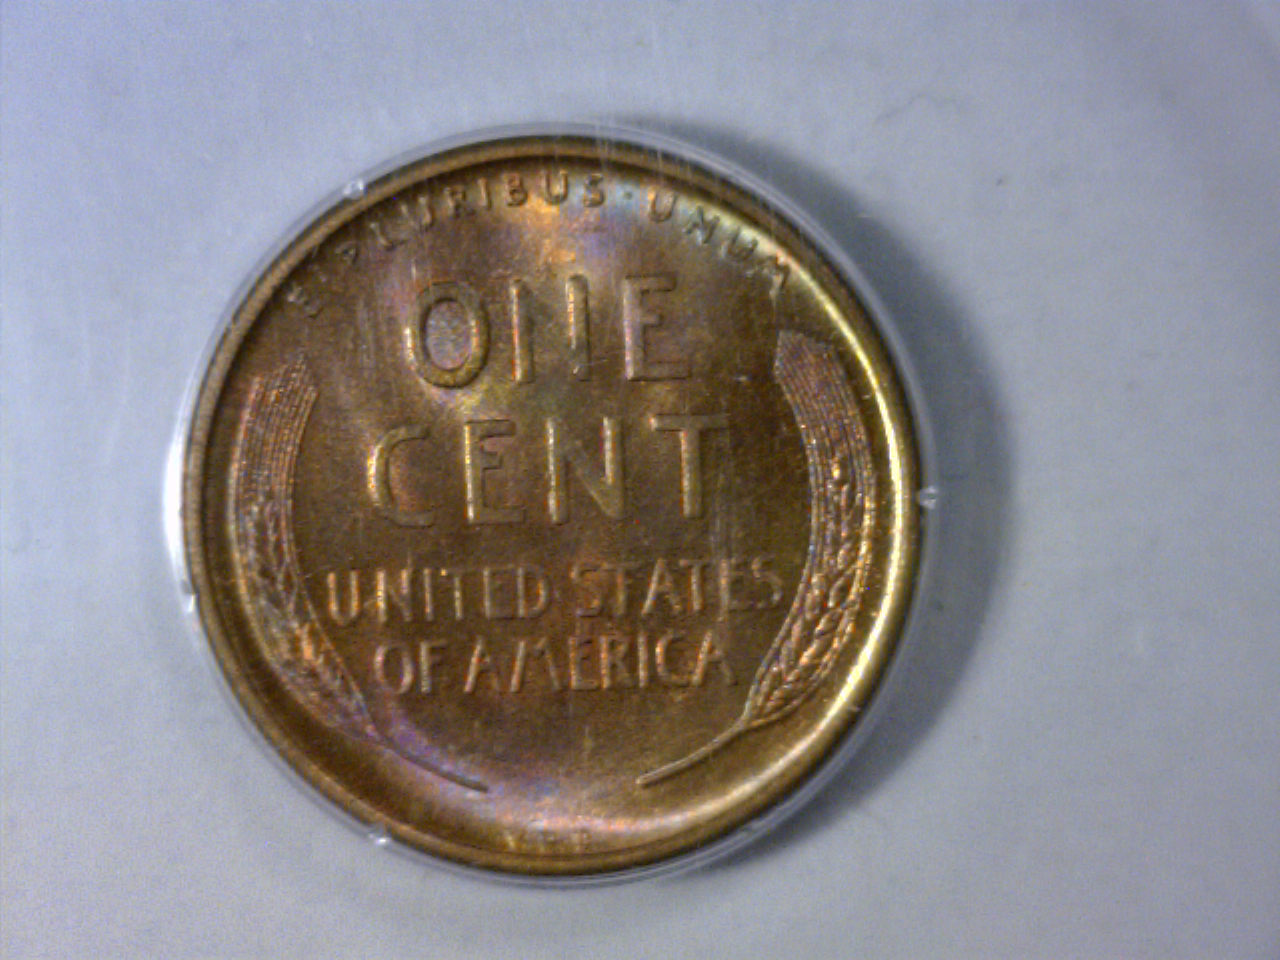 E · PLURIBUS · UNUM
ONE
CENT
UNITED STATES
OF AMERICA
V·D·B